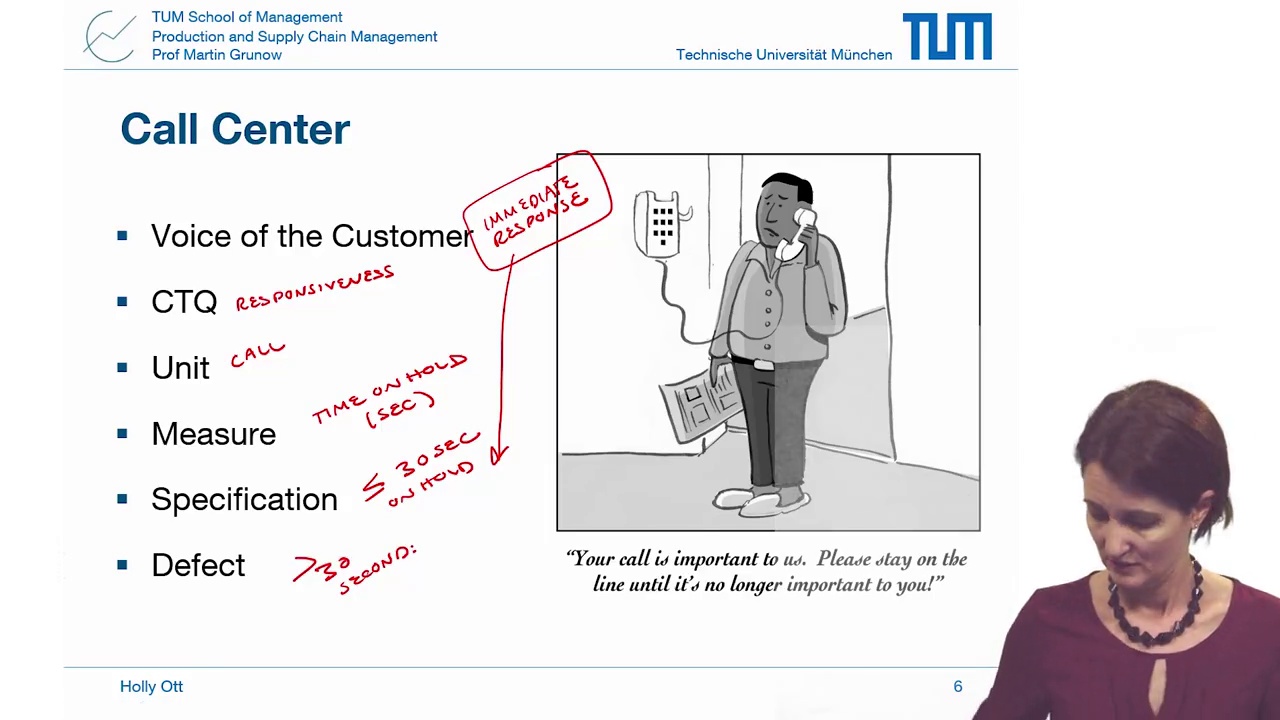 TUM School of Management
Production and Supply Chain Management
Prof Martin Grunow
Technische Universität München
TUM
Call Center
Voice of the Customer
IMMEDIATE
RESPONSE
CTQ RESPONSIVENESS
Unit CALL
Measure TIME ON HOLD
(SEC)
Specification ≤ 30 SEC
ON HOLD
Defect >30
SECOND:
“Your call is important to us. Please stay on the
line until it’s no longer important to you!”
Holly Ott
6